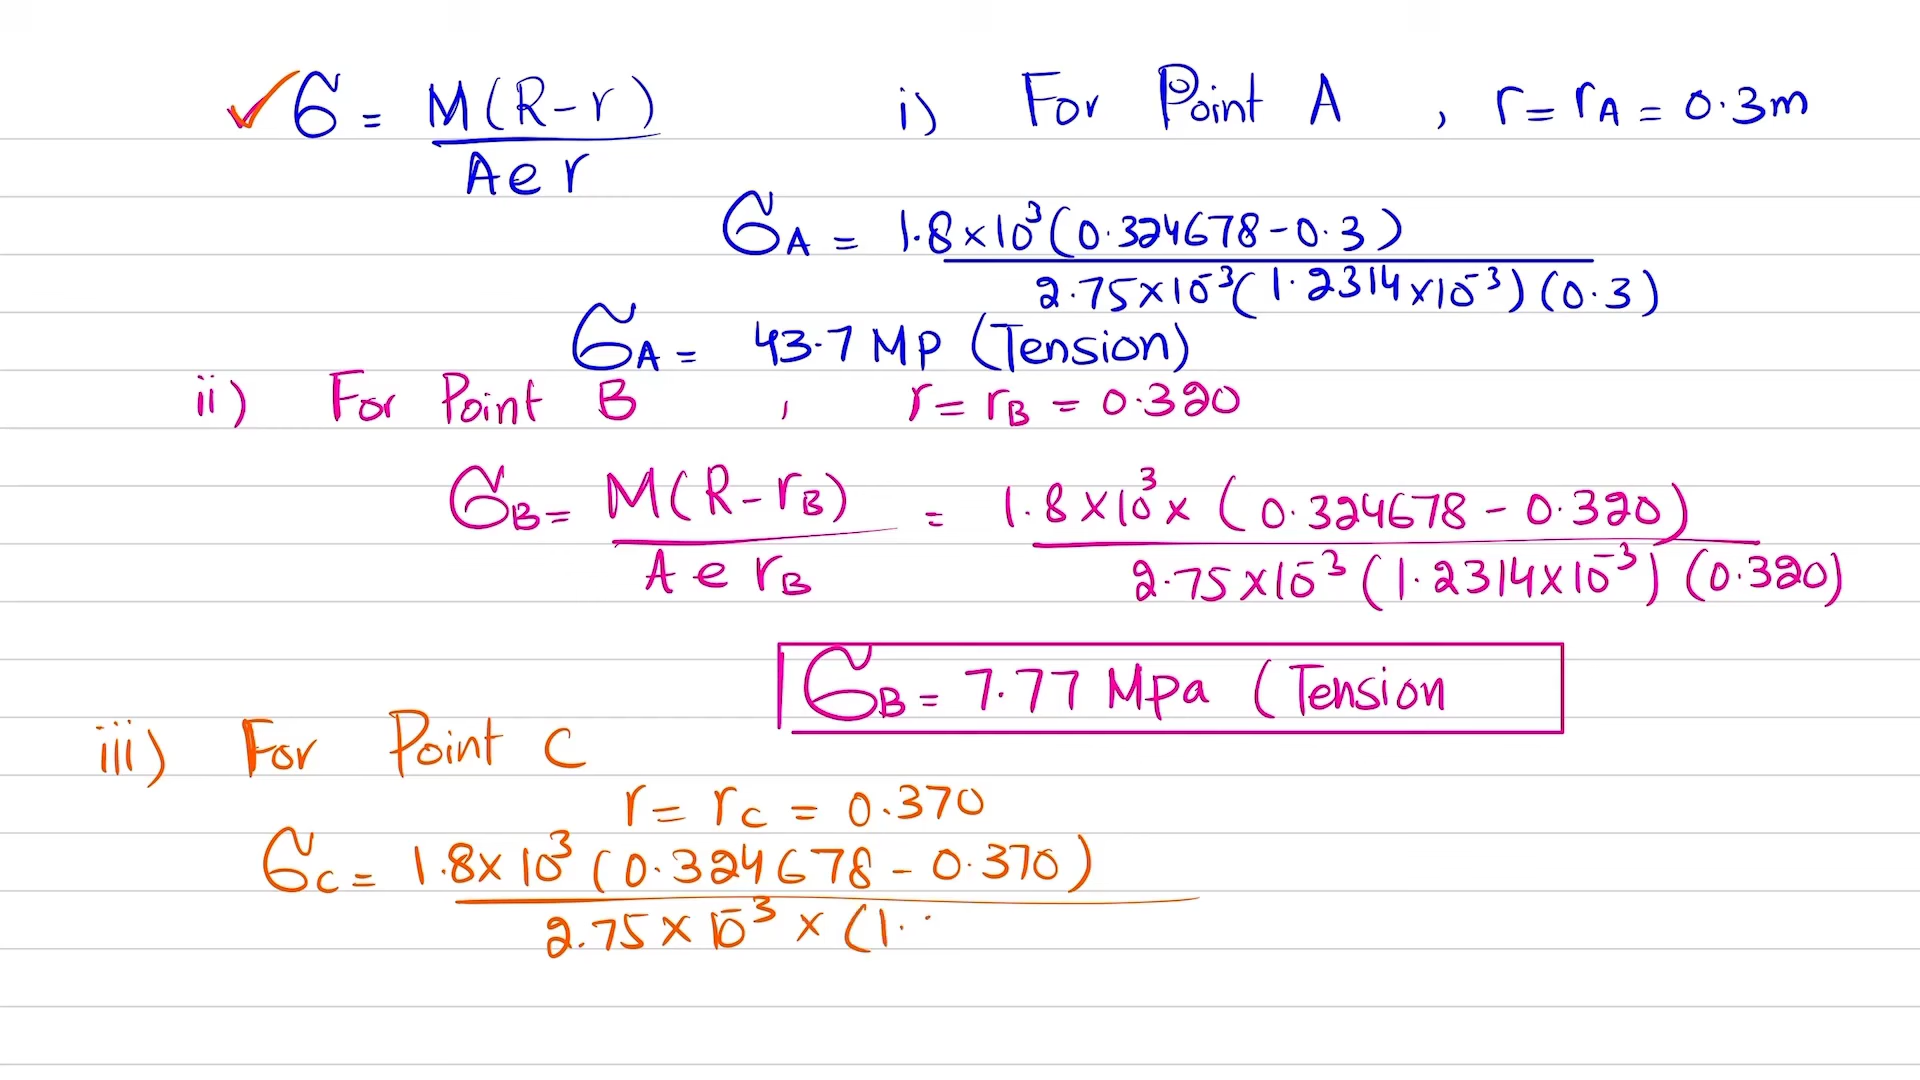 ✓ σ = M(R-r) / Aer
i) For Point A , r = rA = 0.3m
σA = 1.8×10³(0.324678-0.3) / 2.75×10⁻³(1.2314×10⁻³)(0.3)
σA = 43.7 MP (Tension)
ii) For Point B , r = rB = 0.320
σB = M(R-rB) / AerB = 1.8×10³×(0.324678-0.320) / 2.75×10⁻³(1.2314×10⁻³)(0.320)
σB = 7.77 Mpa (Tension
iii) For Point C
r = rC = 0.370
σC = 1.8×10³(0.324678-0.370) / 2.75×10⁻³×(1.